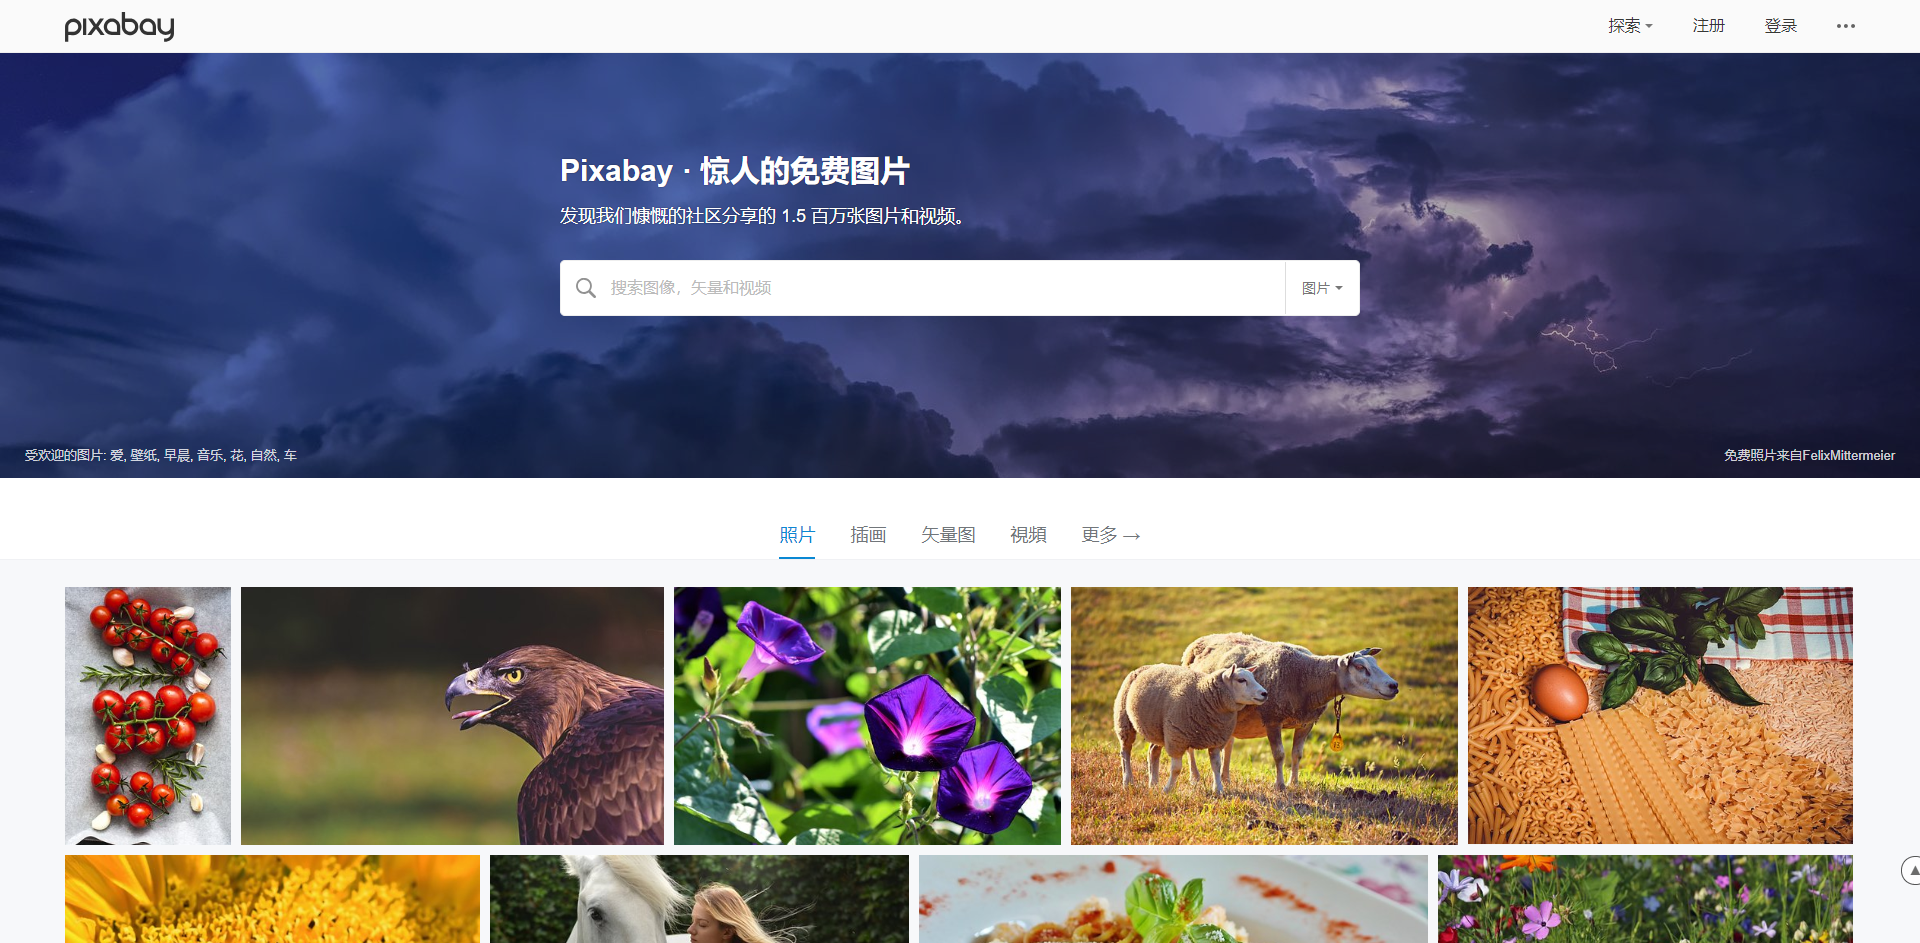 pixabay
探索 注册 登录
Pixabay · 惊人的免费图片
发现我们慷慨的社区分享的 1.5 百万张图片和视频。
搜索图像，矢量和视频 图片
受欢迎的图片: 爱, 壁纸, 早晨, 音乐, 花, 自然, 车
免费照片来自FelixMittermeier
照片 插画 矢量图 視頻 更多 →